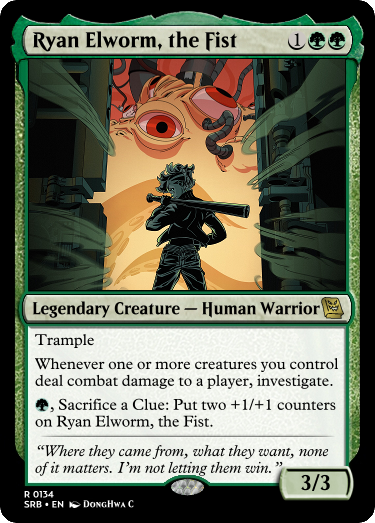 Ryan Elworm, the Fist 1
Legendary Creature — Human Warrior
Trample
Whenever one or more creatures you control
deal combat damage to a player, investigate.
, Sacrifice a Clue: Put two +1/+1 counters
on Ryan Elworm, the Fist.
“Where they came from, what they want, none
of it matters. I’m not letting them win.”
3/3
R 0134
SRB • EN DongHwa C